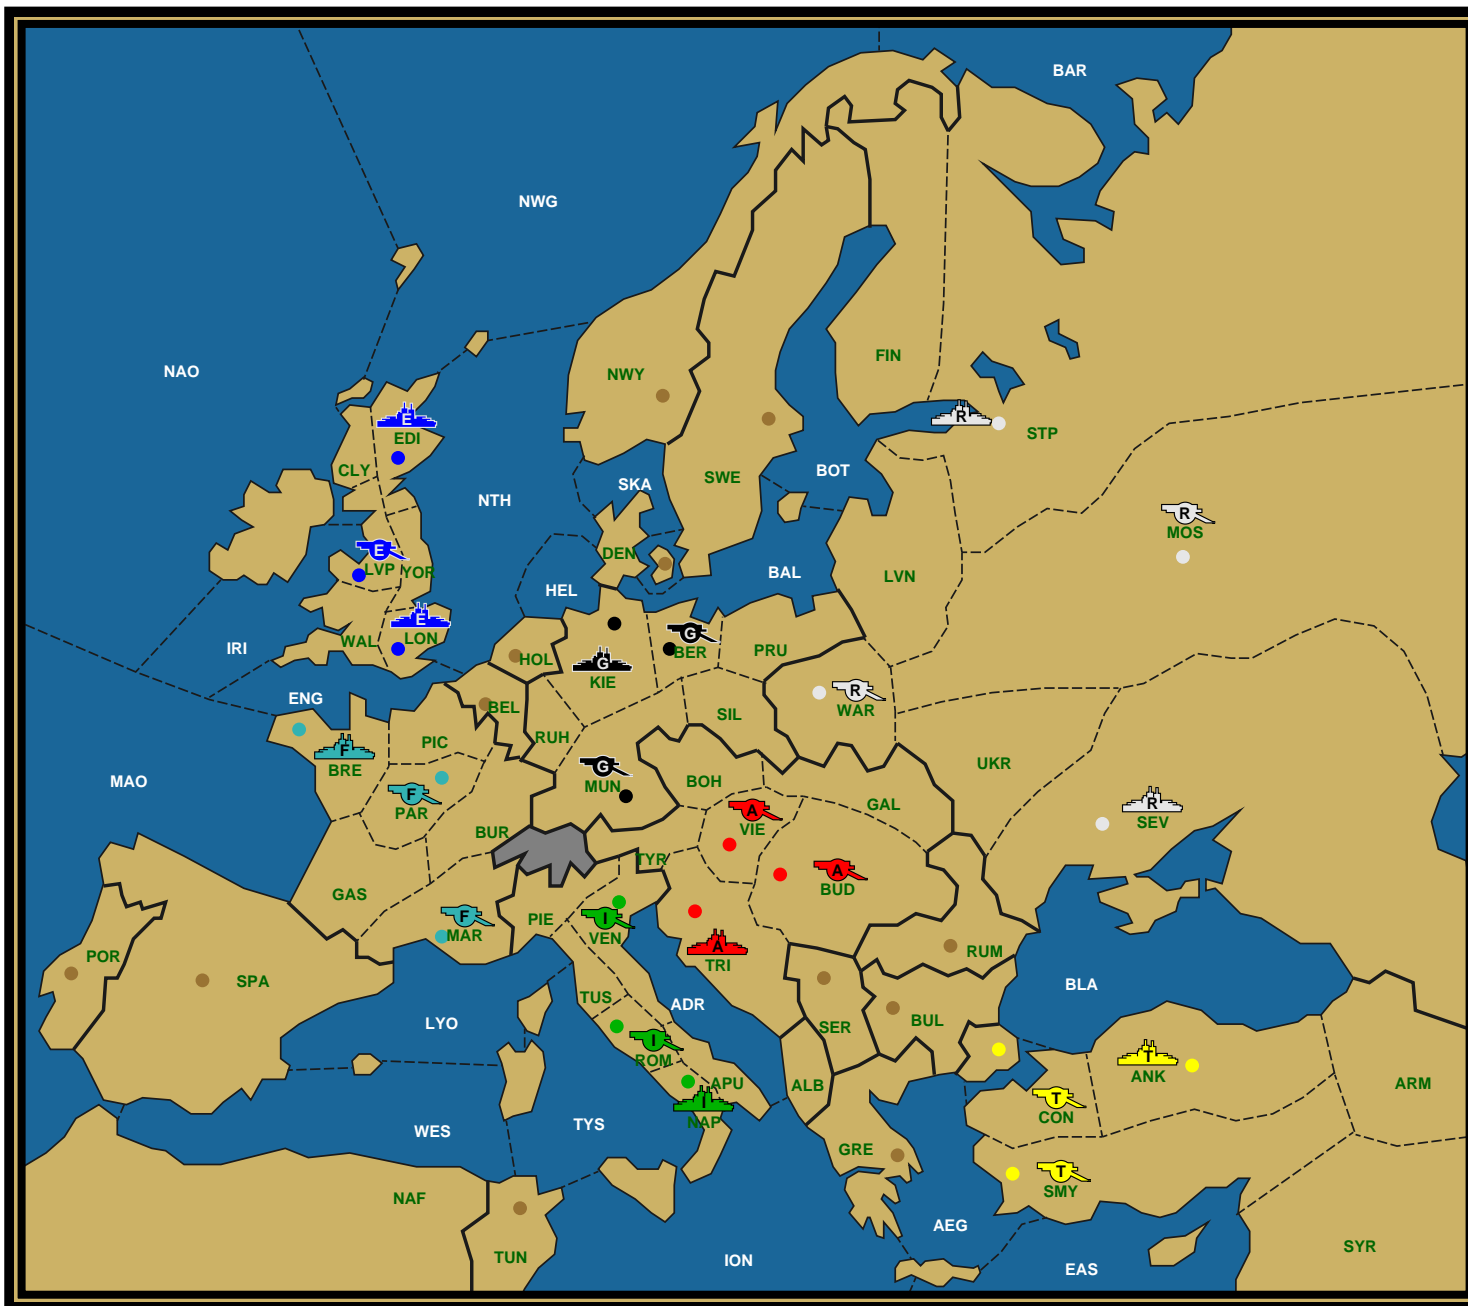 BAR
NWG
NAO
FIN
NWY
E
EDI
R
STP
CLY
SWE
BOT
SKA
NTH
R
MOS
E
LVP
YOR
DEN
BAL
LVN
HEL
IRI
WAL
E
LON
G
BER
PRU
HOL
G
KIE
ENG
BEL
SIL
R
WAR
PIC
RUH
F
BRE
UKR
MAO
G
MUN
BOH
GAL
F
PAR
A
VIE
R
SEV
BUR
TYR
GAS
A
BUD
F
MAR
PIE
I
VEN
A
TRI
RUM
POR
SPA
BLA
TUS
ADR
LYO
SER
BUL
I
ROM
T
ANK
APU
ALB
ARM
T
CON
I
NAP
WES
TYS
GRE
T
SMY
NAF
AEG
SYR
TUN
ION
EAS